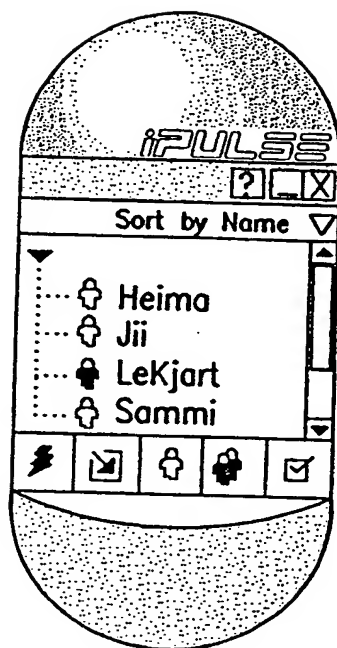 iPULSE
? _ X
Sort by Name
Heima
Jii
LeKjart
Sammi